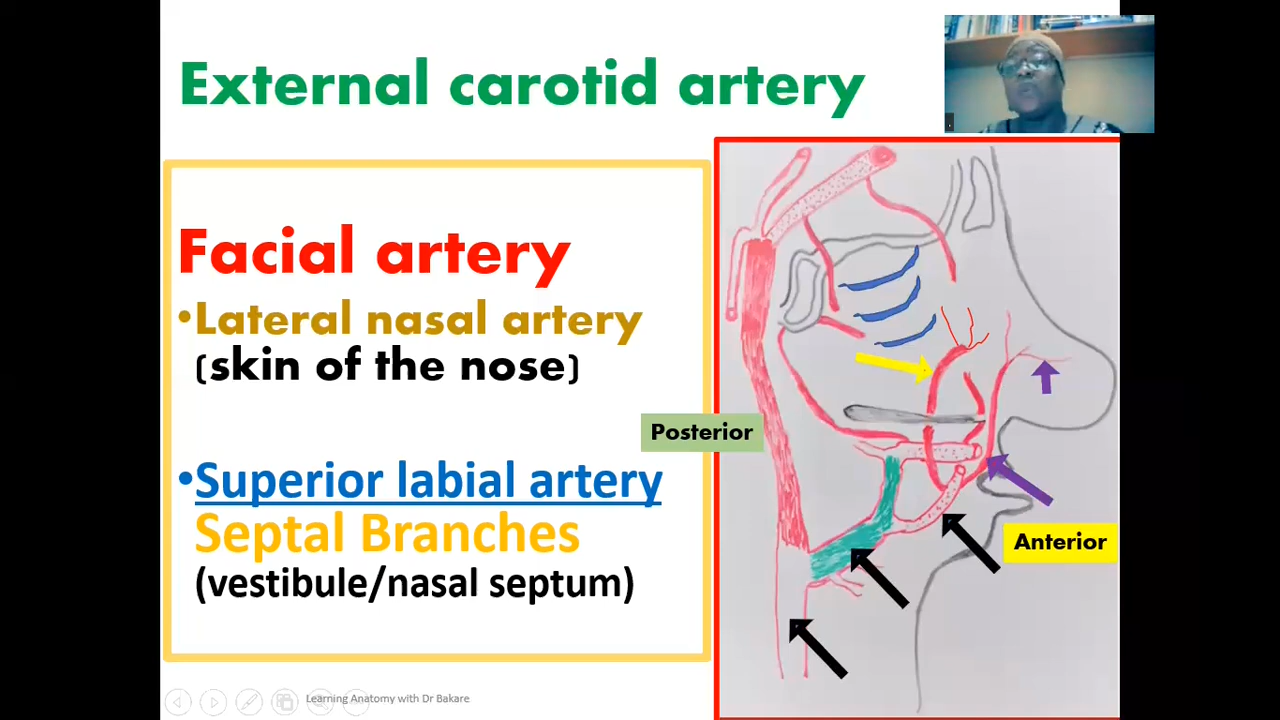 External carotid artery
Facial artery
•Lateral nasal artery
(skin of the nose)
Posterior
•Superior labial artery
Septal Branches
Anterior
(vestibule/nasal septum)
Learning Anatomy with Dr Bakare